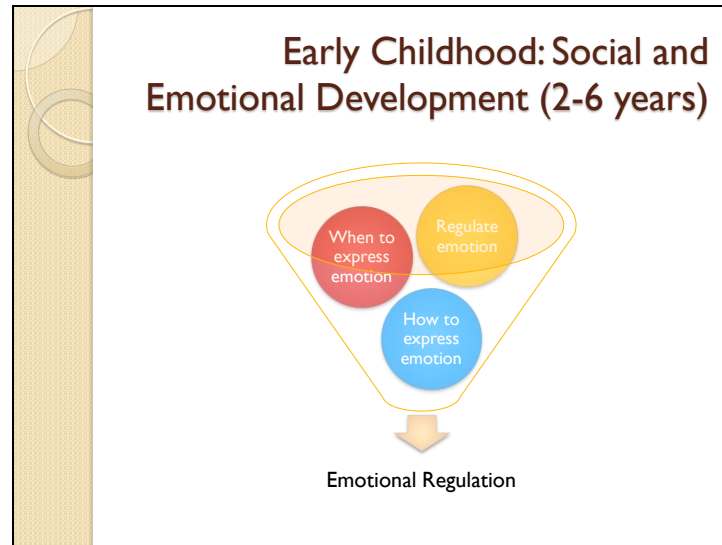 Early Childhood: Social and
Emotional Development (2-6 years)
When to
express
emotion
Regulate
emotion
How to
express
emotion
Emotional Regulation